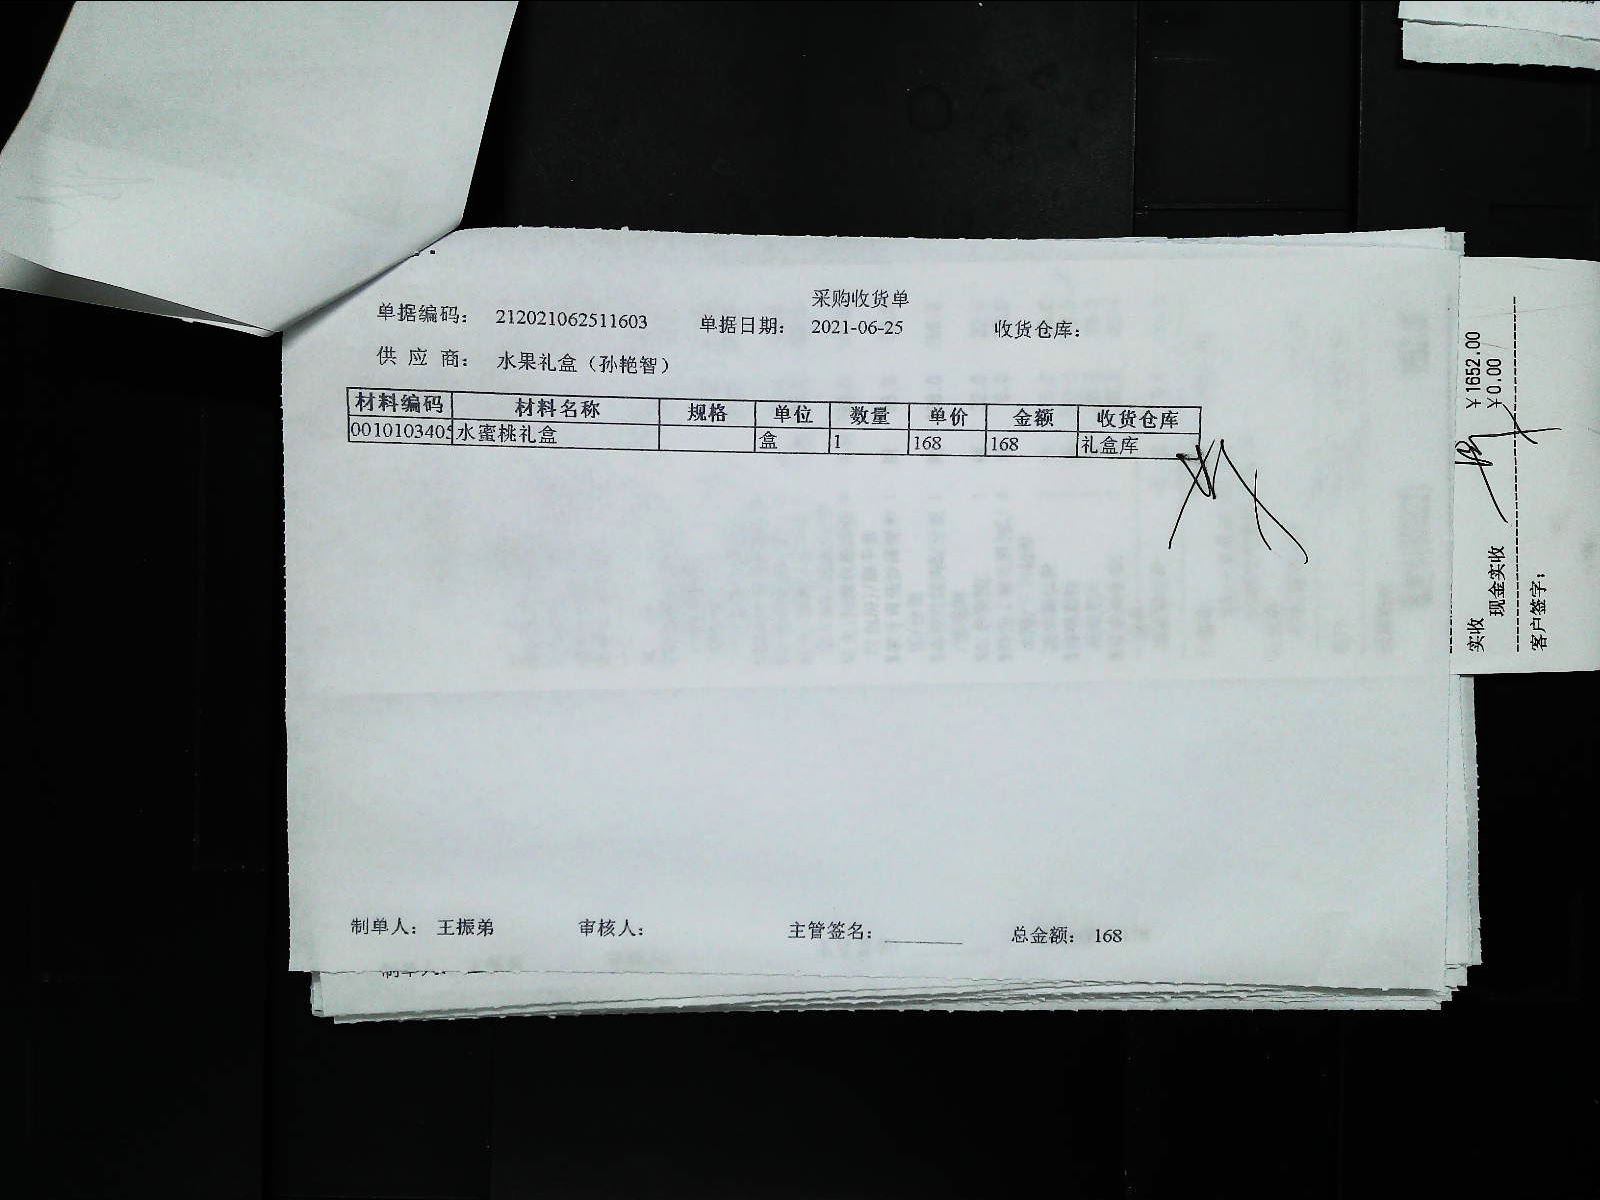 采购收货单
单据编码： 212021062511603 单据日期： 2021-06-25 收货仓库：
供 应 商： 水果礼盒（孙艳智）
材料编码 材料名称 规格 单位 数量 单价 金额 收货仓库
0010103405 水蜜桃礼盒 盒 1 168 168 礼盒库
制单人： 王振弟 审核人： 主管签名： 总金额： 168
实收 ¥1652.00
现金实收 ¥0.00
客户签字：